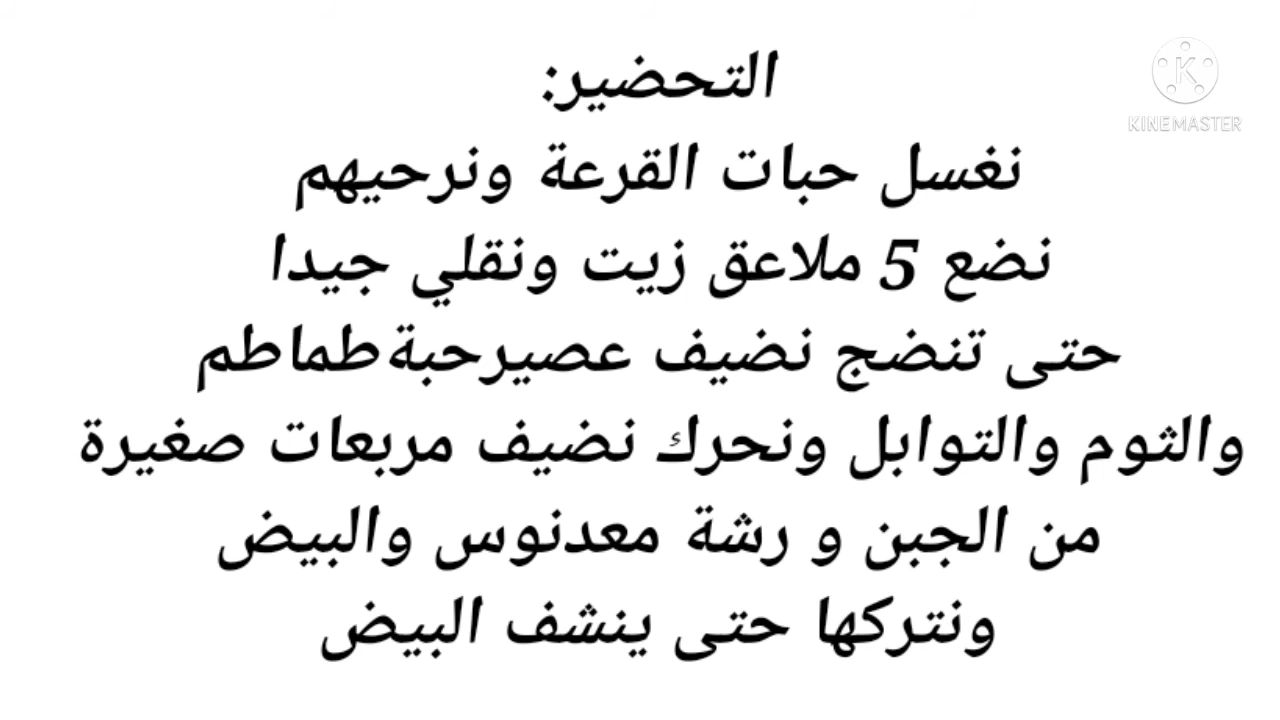 التحضير:
نغسل حبات القرعة ونرحيهم
نضع 5 ملاعق زيت ونقلي جيدا
حتى تنضج نضيف عصيرحبةطماطم
والثوم والتوابل ونحرك نضيف مربعات صغيرة
من الجبن و رشة معدنوس والبيض
ونتركها حتى ينشف البيض
K
KINEMASTER